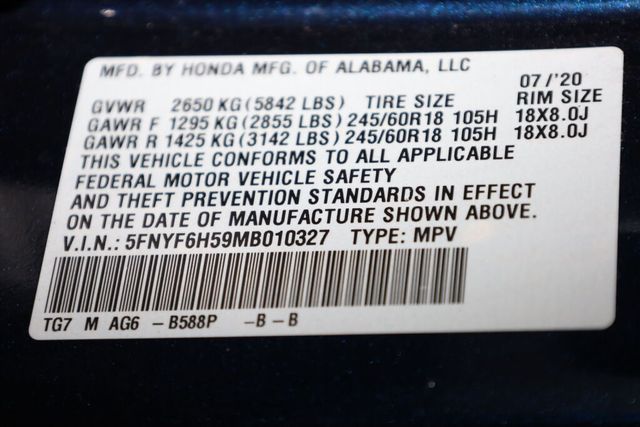 MFD. BY HONDA MFG. OF ALABAMA, LLC 07/'20
GVWR 2650 KG (5842 LBS) TIRE SIZE RIM SIZE
GAWR F 1295 KG (2855 LBS) 245/60R18 105H 18X8.0J
GAWR R 1425 KG (3142 LBS) 245/60R18 105H 18X8.0J
THIS VEHICLE CONFORMS TO ALL APPLICABLE
FEDERAL MOTOR VEHICLE SAFETY
AND THEFT PREVENTION STANDARDS IN EFFECT
ON THE DATE OF MANUFACTURE SHOWN ABOVE.
V.I.N.: 5FNYF6H59MB010327 TYPE: MPV
TG7 M AG6 -B588P -B-B